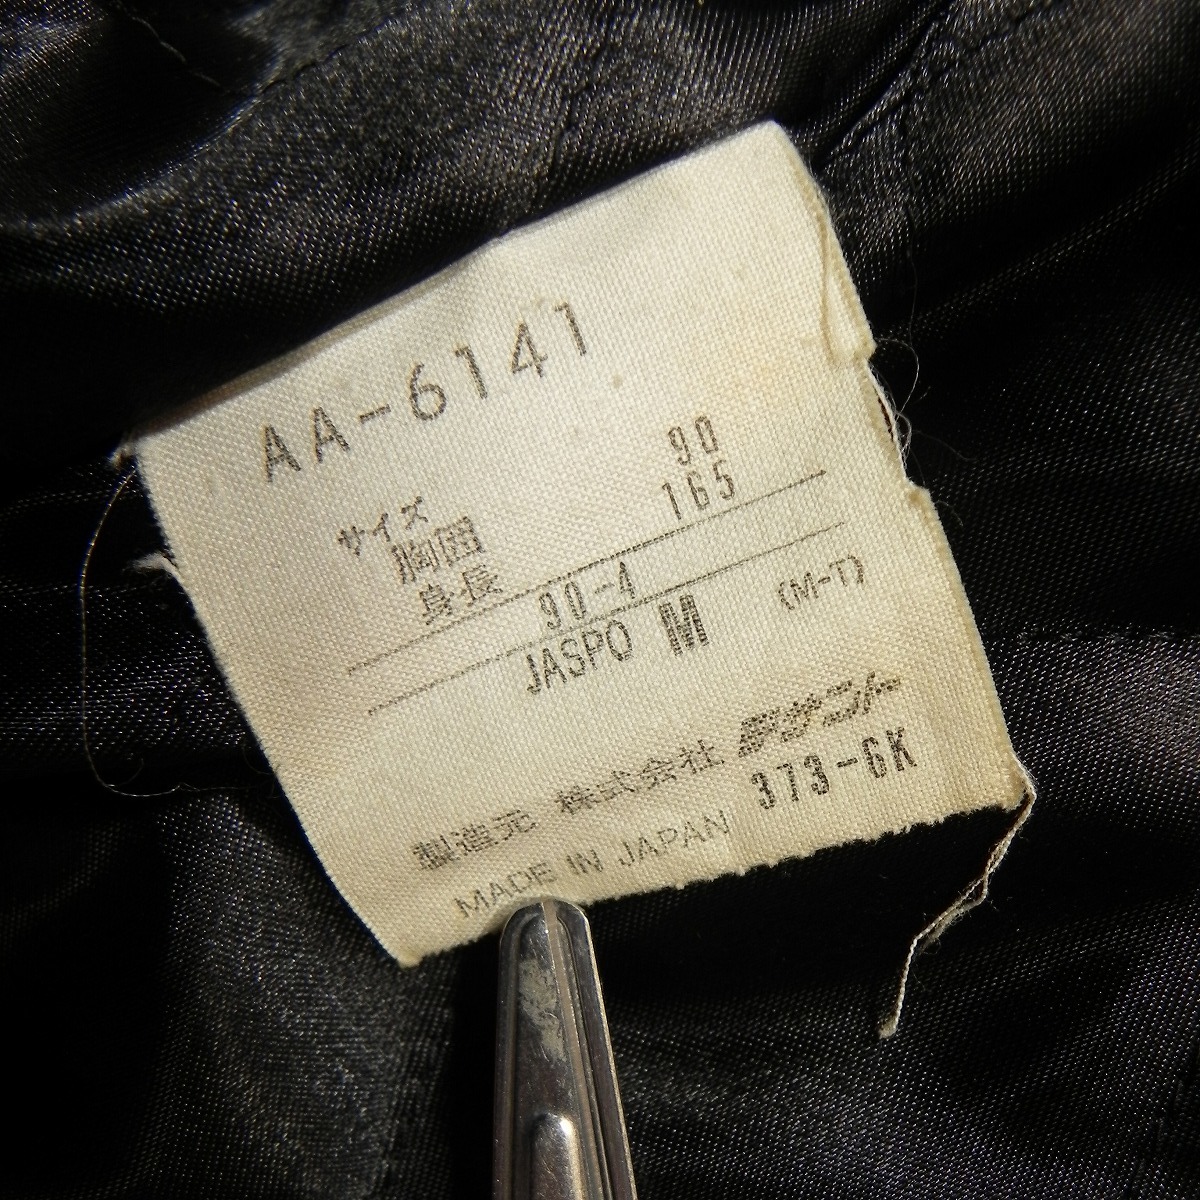 AA-6141
サイズ
胸囲 90
身長 165
90-4
JASPO M (M-T)
製造元 株式会社 デサント
MADE IN JAPAN 373-6K